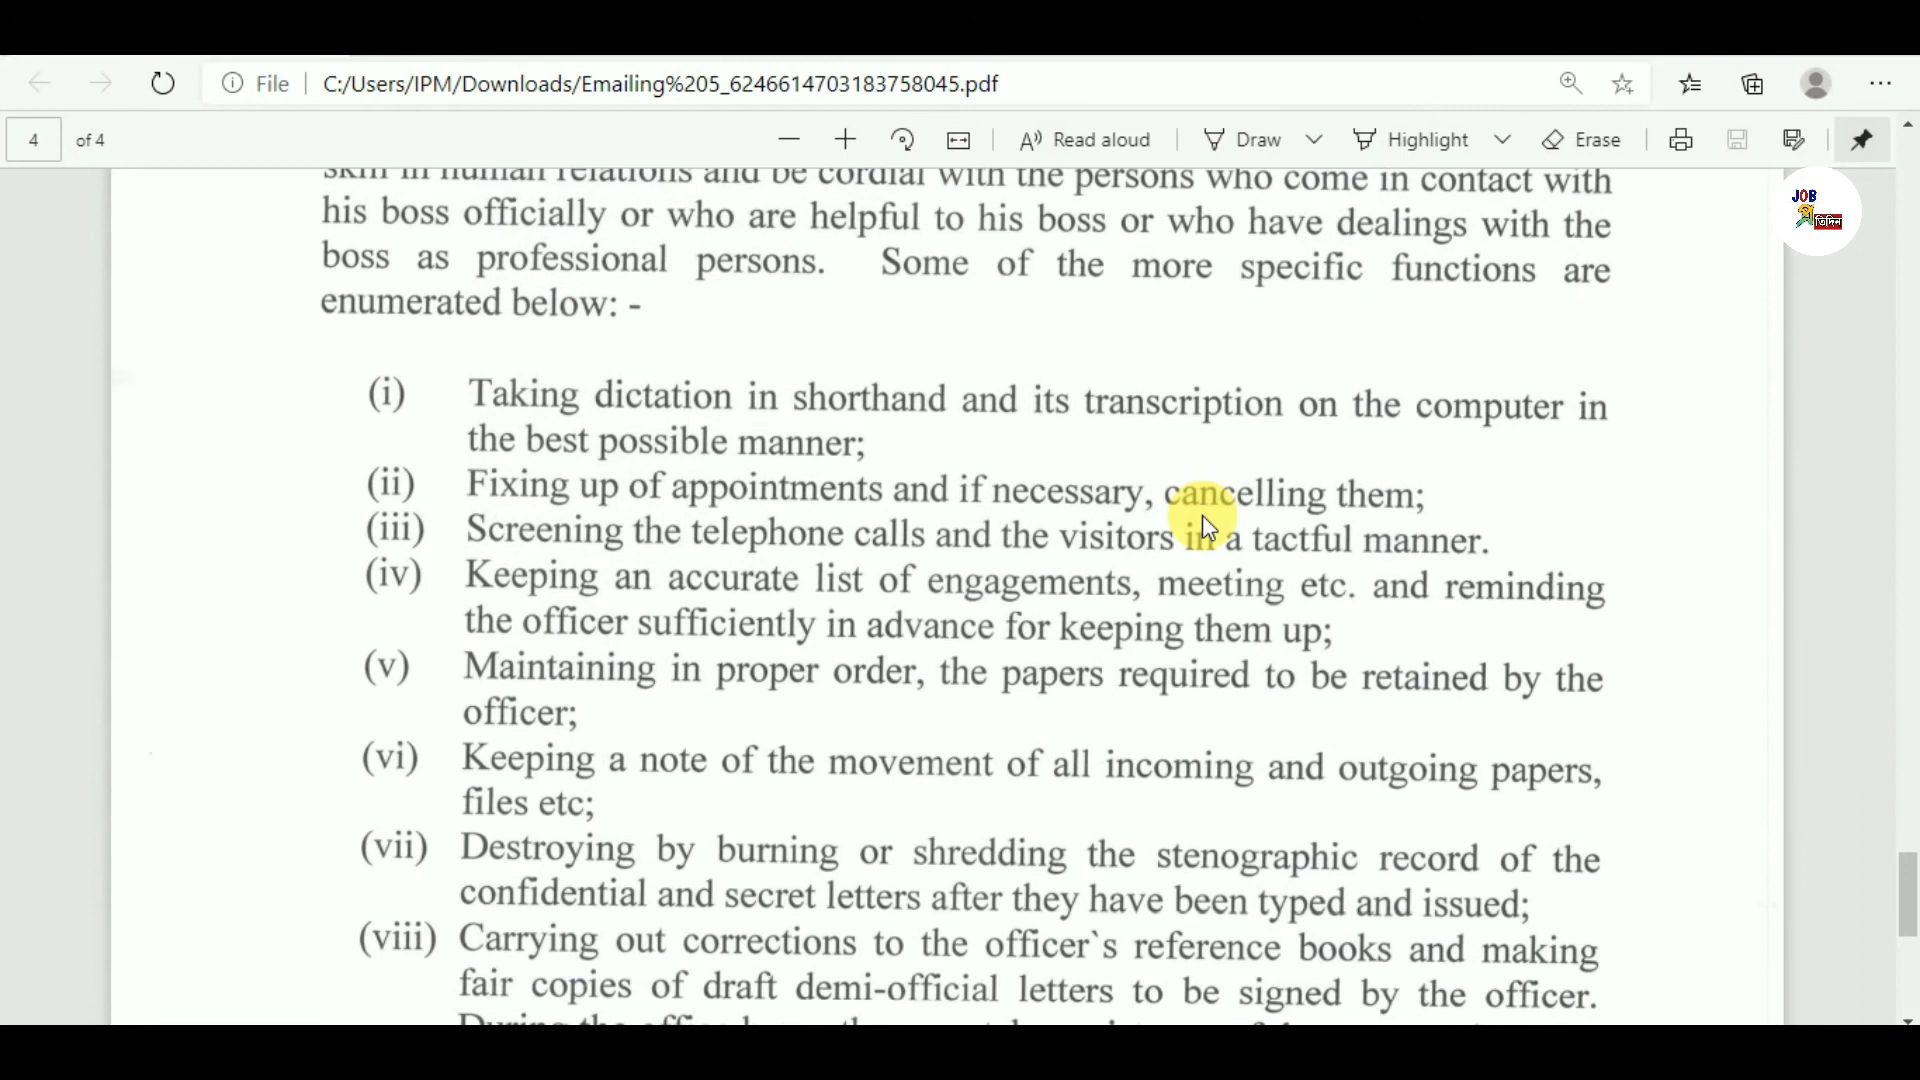 File
C:/Users/IPM/Downloads/Emailing%205_6246614703183758045.pdf
4 of 4
Read aloud
Draw
Highlight
Erase
JOB
প্রতিদিন
skill in human relations and be cordial with the persons who come in contact with
his boss officially or who are helpful to his boss or who have dealings with the
boss as professional persons. Some of the more specific functions are
enumerated below: -
(i) Taking dictation in shorthand and its transcription on the computer in
the best possible manner;
(ii) Fixing up of appointments and if necessary, cancelling them;
(iii) Screening the telephone calls and the visitors in a tactful manner.
(iv) Keeping an accurate list of engagements, meeting etc. and reminding
the officer sufficiently in advance for keeping them up;
(v) Maintaining in proper order, the papers required to be retained by the
officer;
(vi) Keeping a note of the movement of all incoming and outgoing papers,
files etc;
(vii) Destroying by burning or shredding the stenographic record of the
confidential and secret letters after they have been typed and issued;
(viii) Carrying out corrections to the officer`s reference books and making
fair copies of draft demi-official letters to be signed by the officer.